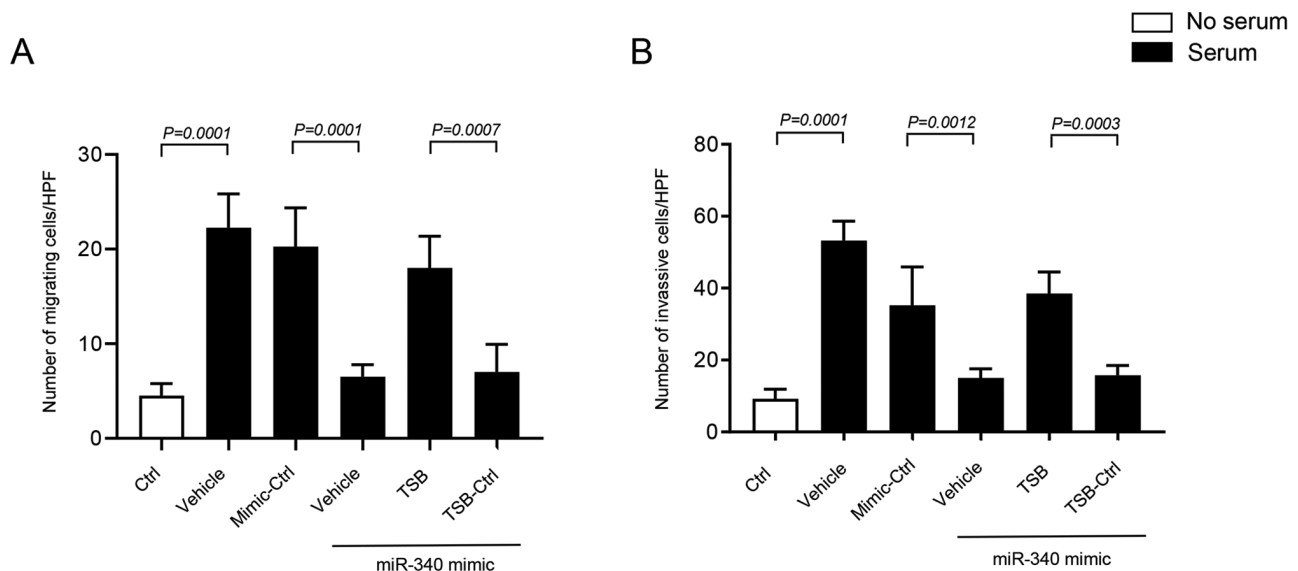 No serum
Serum
A
P=0.0001
P=0.0001
P=0.0007
Number of migrating cells/HPF
30
20
10
0
Ctrl
Vehicle
Mimic-Ctrl
Vehicle
TSB
TSB-Ctrl
miR-340 mimic
B
P=0.0001
P=0.0012
P=0.0003
Number of invassive cells/HPF
80
60
40
20
0
Ctrl
Vehicle
Mimic-Ctrl
Vehicle
TSB
TSB-Ctrl
miR-340 mimic